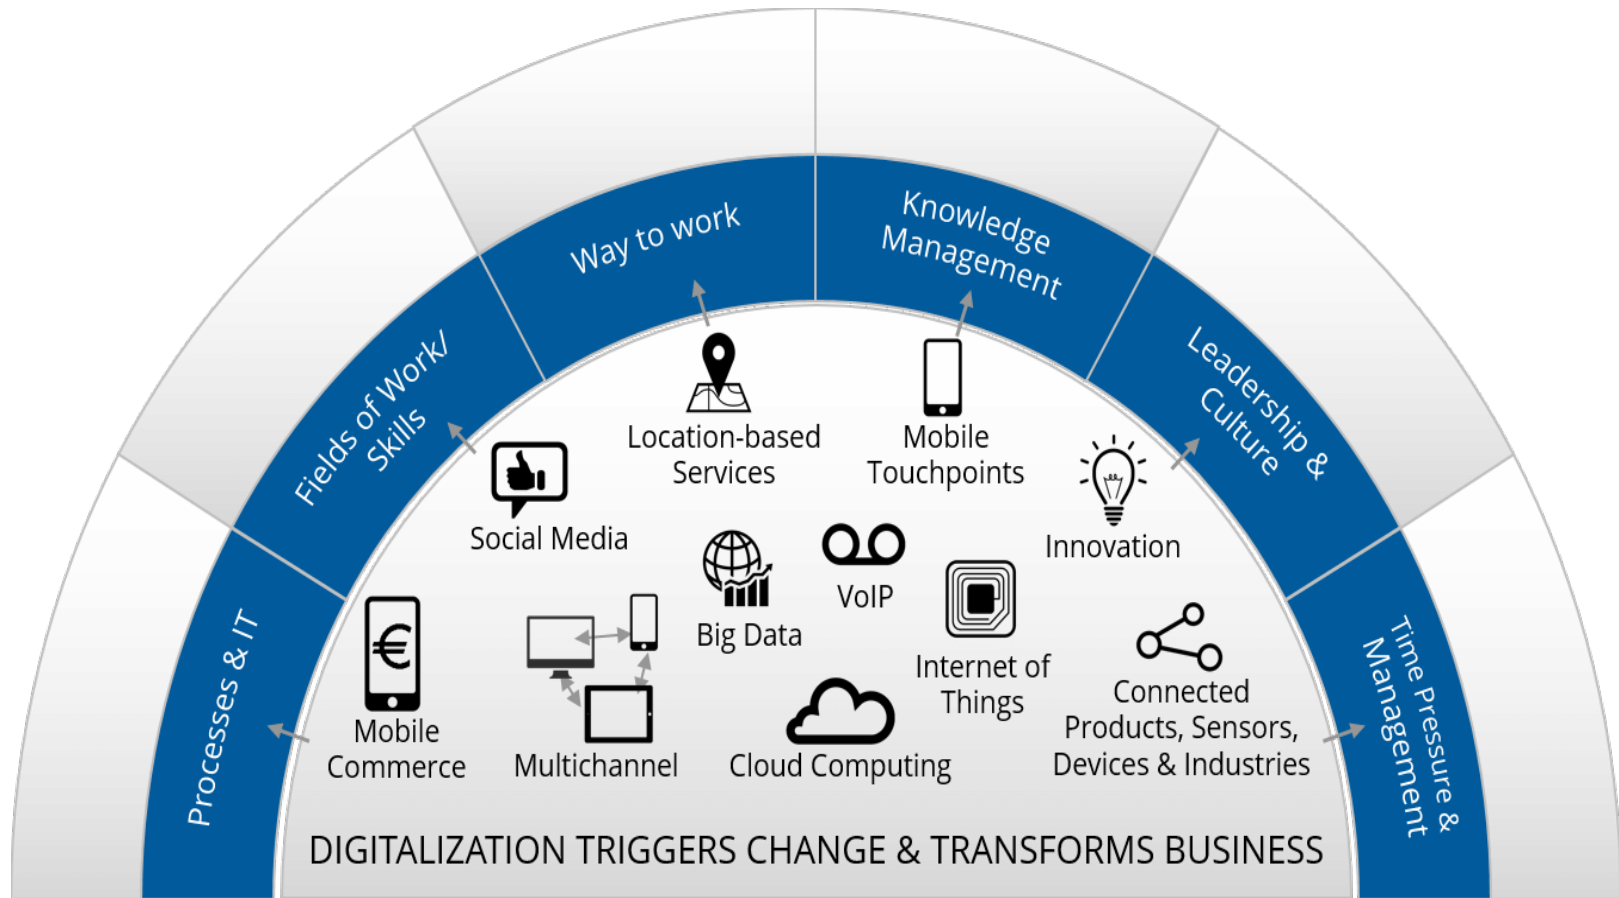 Processes & IT
Fields of Work/
Skills
Way to work
Knowledge
Management
Leadership &
Culture
Time Pressure &
Management
Location-based
Services
Mobile
Touchpoints
Social Media
Innovation
Big Data
VoIP
Internet of
Things
Mobile
Commerce
Multichannel
Cloud Computing
Connected
Products, Sensors,
Devices & Industries
DIGITALIZATION TRIGGERS CHANGE & TRANSFORMS BUSINESS